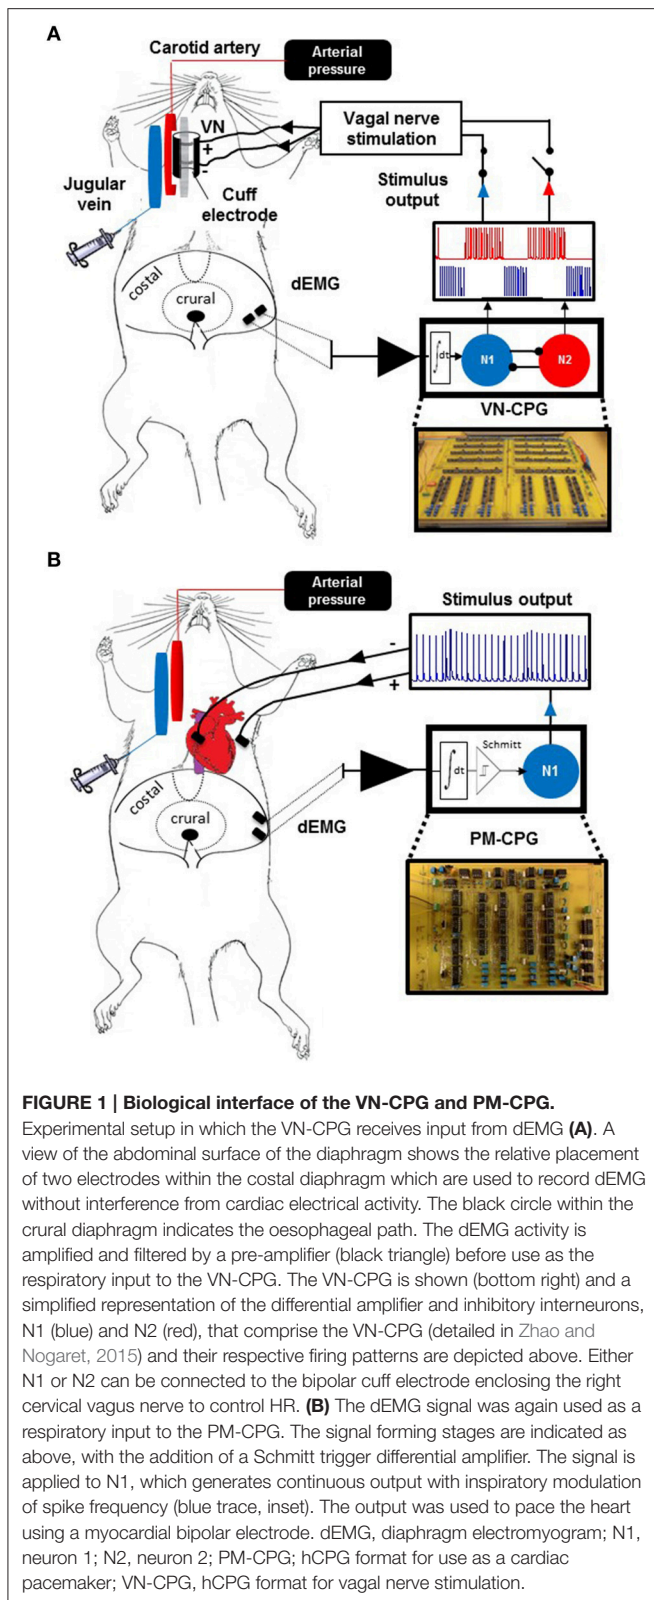 A
Carotid artery
Arterial
pressure
VN
+
-
Vagal nerve
stimulation
Jugular
vein
Cuff
electrode
Stimulus
output
costal
crural
dEMG
∫dt
N1
N2
VN-CPG
B
Arterial
pressure
Stimulus output
-
+
Schmitt
costal
crural
∫dt
N1
dEMG
PM-CPG
FIGURE 1 | Biological interface of the VN-CPG and PM-CPG.
Experimental setup in which the VN-CPG receives input from dEMG (A). A
view of the abdominal surface of the diaphragm shows the relative placement
of two electrodes within the costal diaphragm which are used to record dEMG
without interference from cardiac electrical activity. The black circle within the
crural diaphragm indicates the oesophageal path. The dEMG activity is
amplified and filtered by a pre-amplifier (black triangle) before use as the
respiratory input to the VN-CPG. The VN-CPG is shown (bottom right) and a
simplified representation of the differential amplifier and inhibitory interneurons,
N1 (blue) and N2 (red), that comprise the VN-CPG (detailed in Zhao and
Nogaret, 2015) and their respective firing patterns are depicted above. Either
N1 or N2 can be connected to the bipolar cuff electrode enclosing the right
cervical vagus nerve to control HR. (B) The dEMG signal was again used as a
respiratory input to the PM-CPG. The signal forming stages are indicated as
above, with the addition of a Schmitt trigger differential amplifier. The signal is
applied to N1, which generates continuous output with inspiratory modulation
of spike frequency (blue trace, inset). The output was used to pace the heart
using a myocardial bipolar electrode. dEMG, diaphragm electromyogram; N1,
neuron 1; N2, neuron 2; PM-CPG; hCPG format for use as a cardiac
pacemaker; VN-CPG, hCPG format for vagal nerve stimulation.